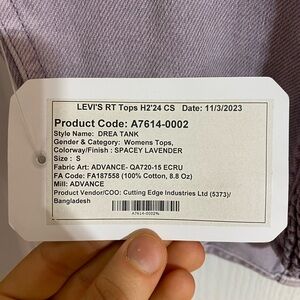 LEVI'S RT Tops H2'24 CS Date: 11/3/2023
Product Code: A7614-0002
Style Name: DREA TANK
Gender & Category: Womens Tops,
Colorway/Finish : SPACEY LAVENDER
Size : S
Fabric Art: ADVANCE- QA720-15 ECRU
FA Code: FA187558 (100% Cotton, 8.8 Oz)
Mill: ADVANCE
Product Vendor/COO: Cutting Edge Industries Ltd (5373)/
Bangladesh
A7614-0002%